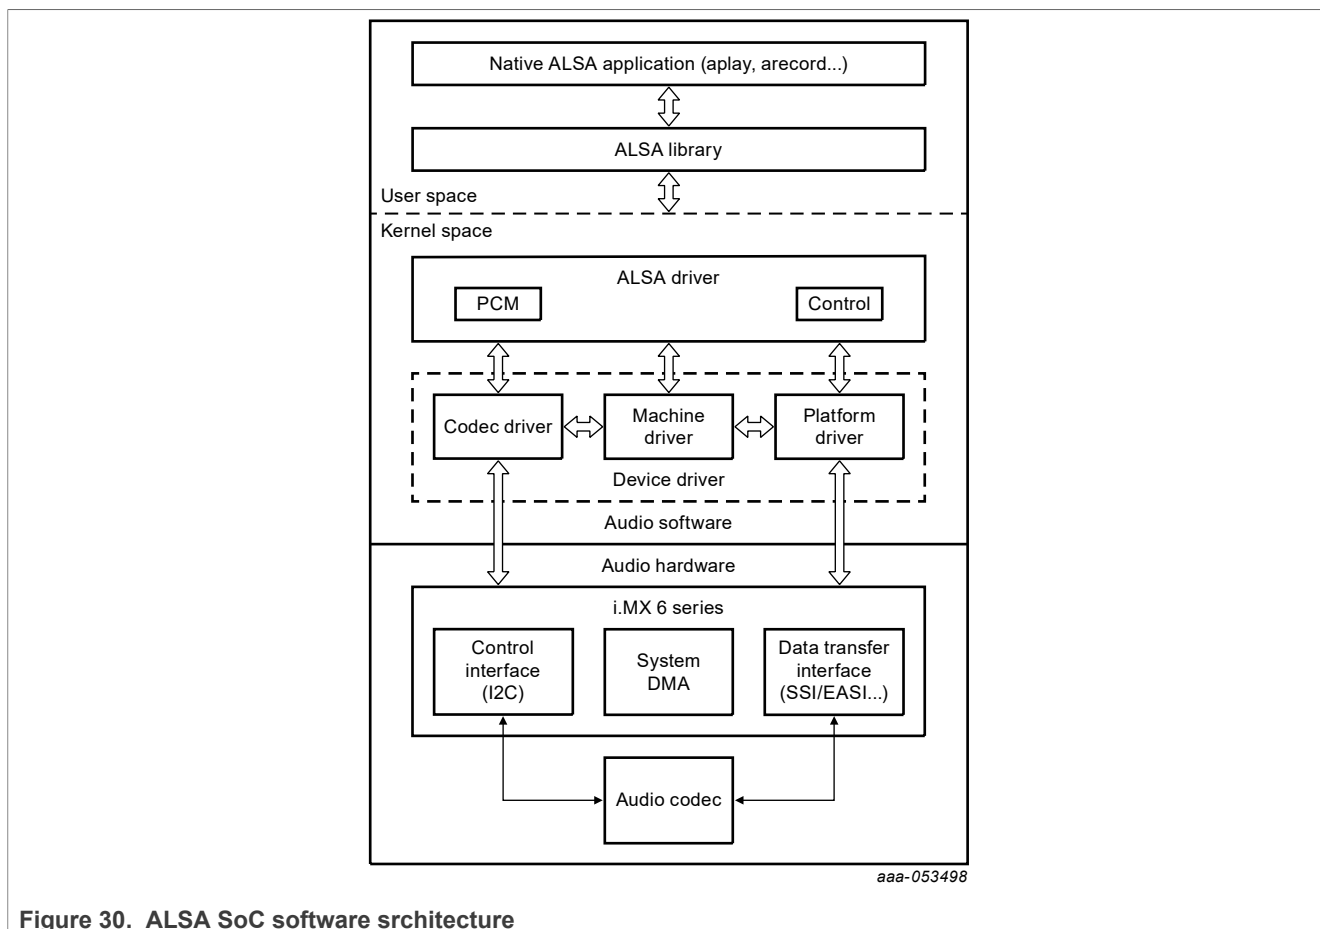 Native ALSA application (aplay, arecord...)
ALSA library
User space
Kernel space
ALSA driver
PCM
Control
Codec driver
Machine
driver
Platform
driver
Device driver
Audio software
Audio hardware
i.MX 6 series
Control
interface
(I2C)
System
DMA
Data transfer
interface
(SSI/EASI...)
Audio codec
aaa-053498
Figure 30. ALSA SoC software srchitecture